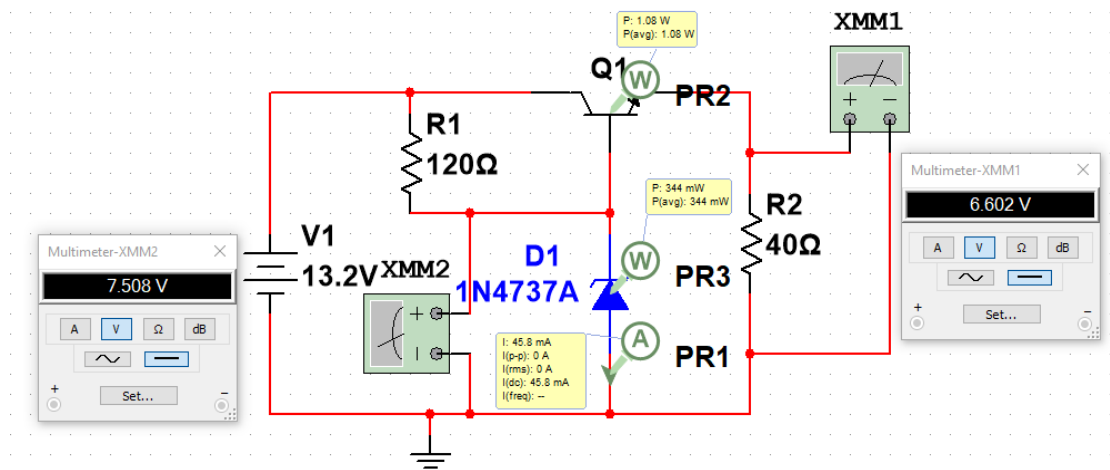 XMM1
P: 1.08 W
P(avg): 1.08 W
Q1
W
PR2
+ −
R1
120Ω
Multimeter-XMM1
6.602 V
A V Ω dB
Set...
+ −
P: 344 mW
P(avg): 344 mW
R2
40Ω
Multimeter-XMM2
7.508 V
A V Ω dB
Set...
+ −
V1
13.2V
XMM2
+
−
D1
1N4737A
W
PR3
I: 45.8 mA
I(p-p): 0 A
I(rms): 0 A
I(dc): 45.8 mA
I(freq): --
A
PR1